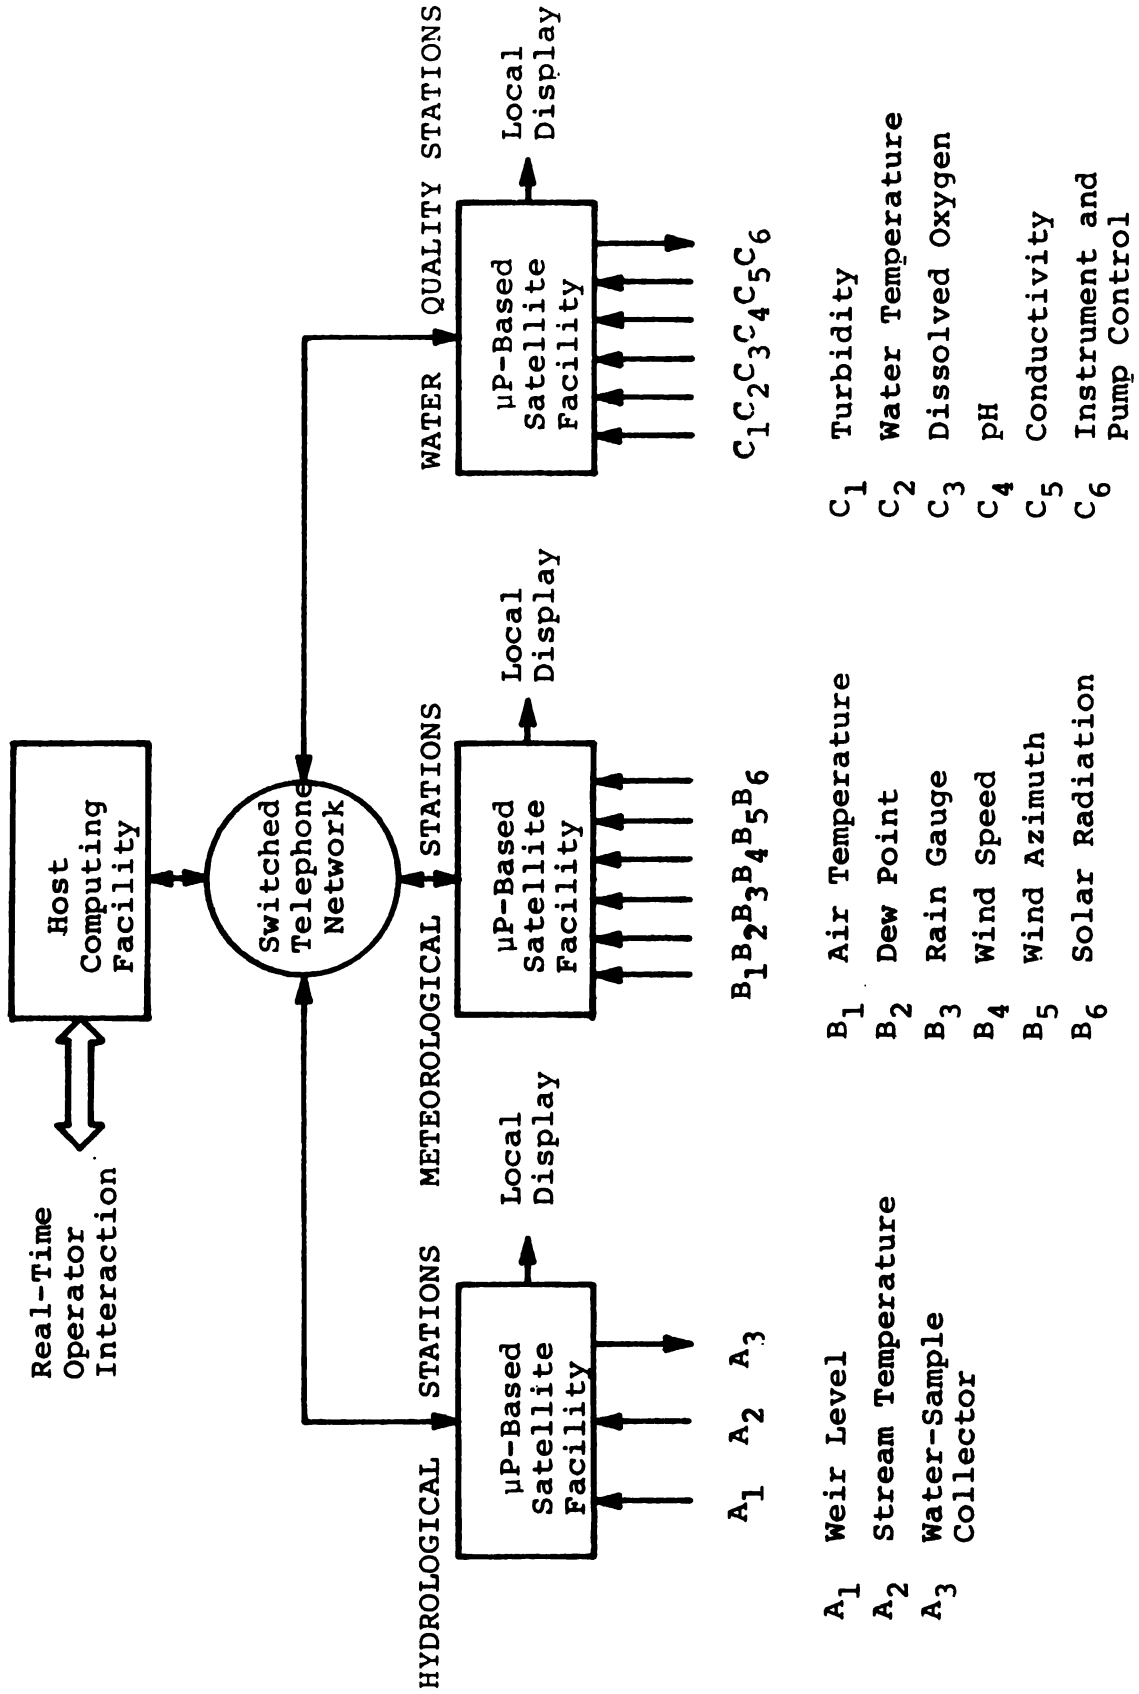 Real-Time
Operator
Interaction
Host
Computing
Facility
Switched
Telephone
Network
HYDROLOGICAL STATIONS
METEOROLOGICAL STATIONS
WATER QUALITY STATIONS
µP-Based
Satellite
Facility
Local
Display
µP-Based
Satellite
Facility
Local
Display
µP-Based
Satellite
Facility
Local
Display
A₁ A₂ A₃
B₁B₂B₃B₄B₅B₆
C₁C₂C₃C₄C₅C₆
A₁ Weir Level
A₂ Stream Temperature
A₃ Water-Sample
Collector
B₁ Air Temperature
B₂ Dew Point
B₃ Rain Gauge
B₄ Wind Speed
B₅ Wind Azimuth
B₆ Solar Radiation
C₁ Turbidity
C₂ Water Temperature
C₃ Dissolved Oxygen
C₄ pH
C₅ Conductivity
C₆ Instrument and
Pump Control